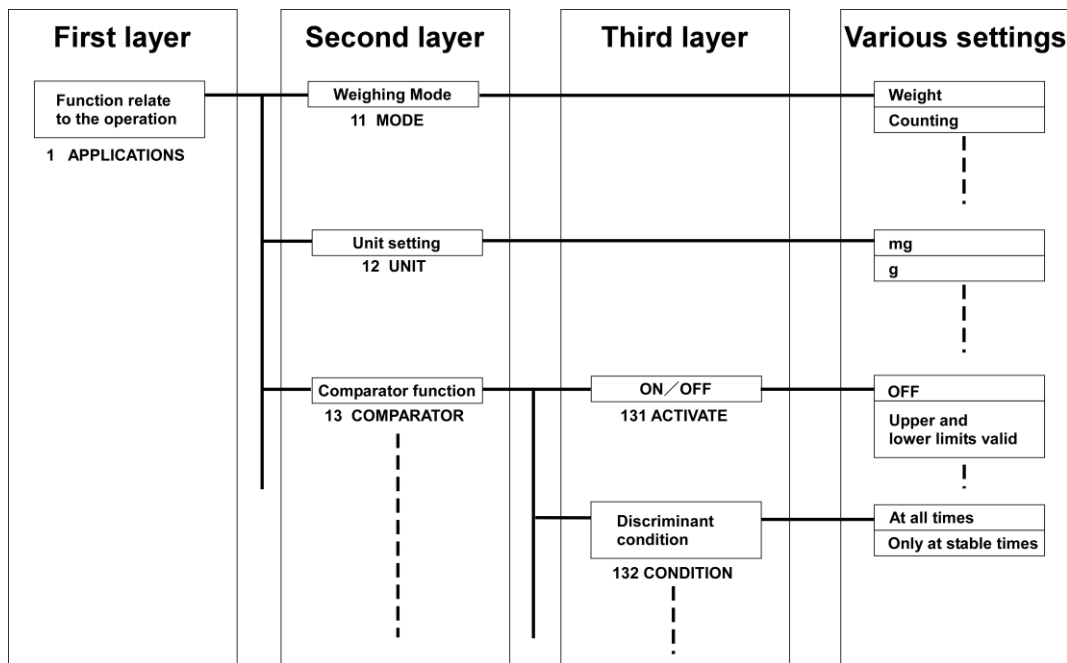 First layer
Second layer
Third layer
Various settings
Function relate
to the operation
1 APPLICATIONS
Weighing Mode
11 MODE
Weight
Counting
Unit setting
12 UNIT
mg
g
Comparator function
13 COMPARATOR
ON／OFF
131 ACTIVATE
OFF
Upper and
lower limits valid
Discriminant
condition
132 CONDITION
At all times
Only at stable times